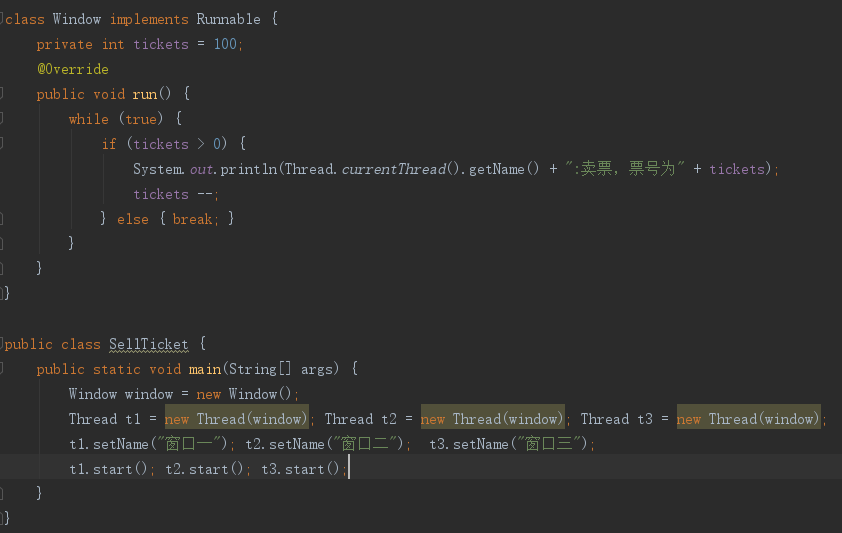 class Window implements Runnable {
private int tickets = 100;
@Override
public void run() {
while (true) {
if (tickets > 0) {
System.out.println(Thread.currentThread().getName() + ":卖票，票号为" + tickets);
tickets --;
} else { break; }
}
}
}
public class SellTicket {
public static void main(String[] args) {
Window window = new Window();
Thread t1 = new Thread(window); Thread t2 = new Thread(window); Thread t3 = new Thread(window);
t1.setName("窗口一"); t2.setName("窗口二"); t3.setName("窗口三");
t1.start(); t2.start(); t3.start();
}
}